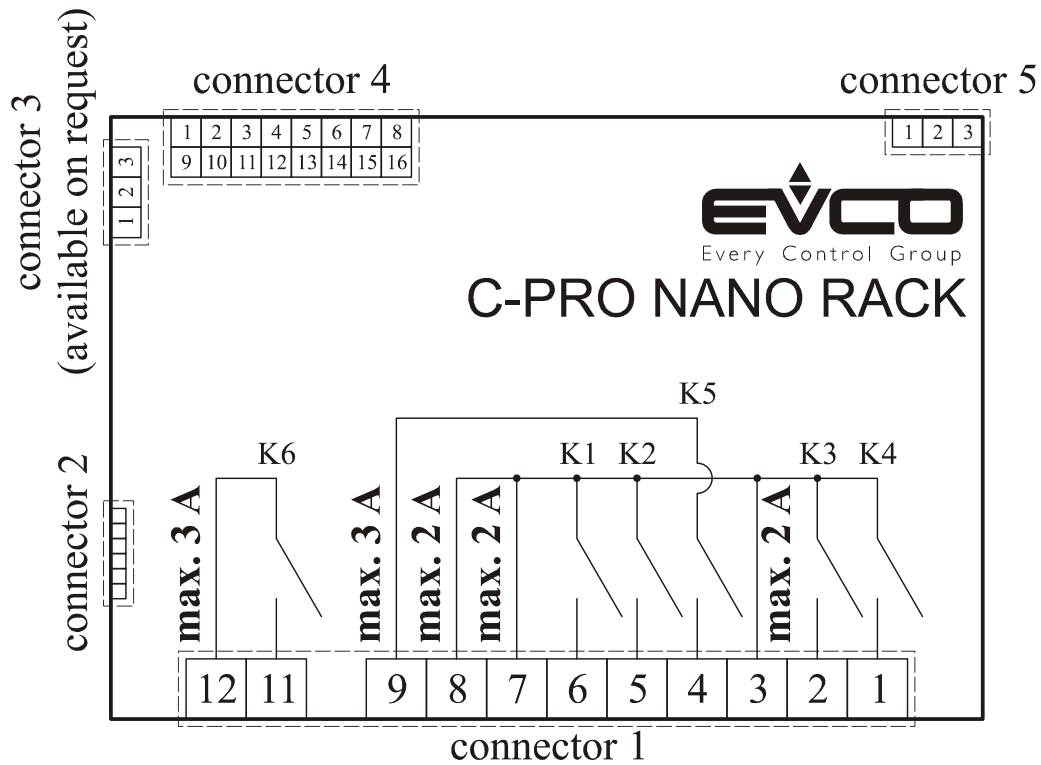 connector 4
connector 5
connector 3
(available on request)
1 2 3 4 5 6 7 8
9 10 11 12 13 14 15 16
1 2 3
3
2
1
EVCO
Every Control Group
C-PRO NANO RACK
K5
K6
K1 K2
K3 K4
connector 2
max. 3 A
max. 3 A
max. 2 A
max. 2 A
max. 2 A
12 11 9 8 7 6 5 4 3 2 1
connector 1